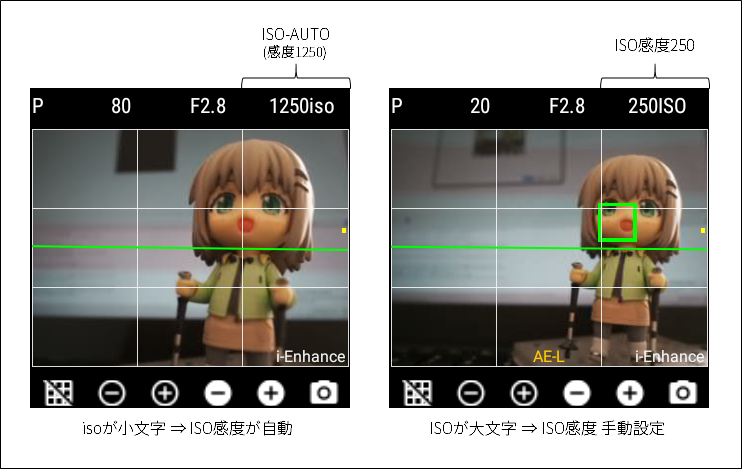 ISO-AUTO
(感度1250)
P 80 F2.8 1250iso
i-Enhance
isoが小文字 ⇒ ISO感度が自動
ISO感度250
P 20 F2.8 250ISO
AE-L i-Enhance
ISOが大文字 ⇒ ISO感度 手動設定